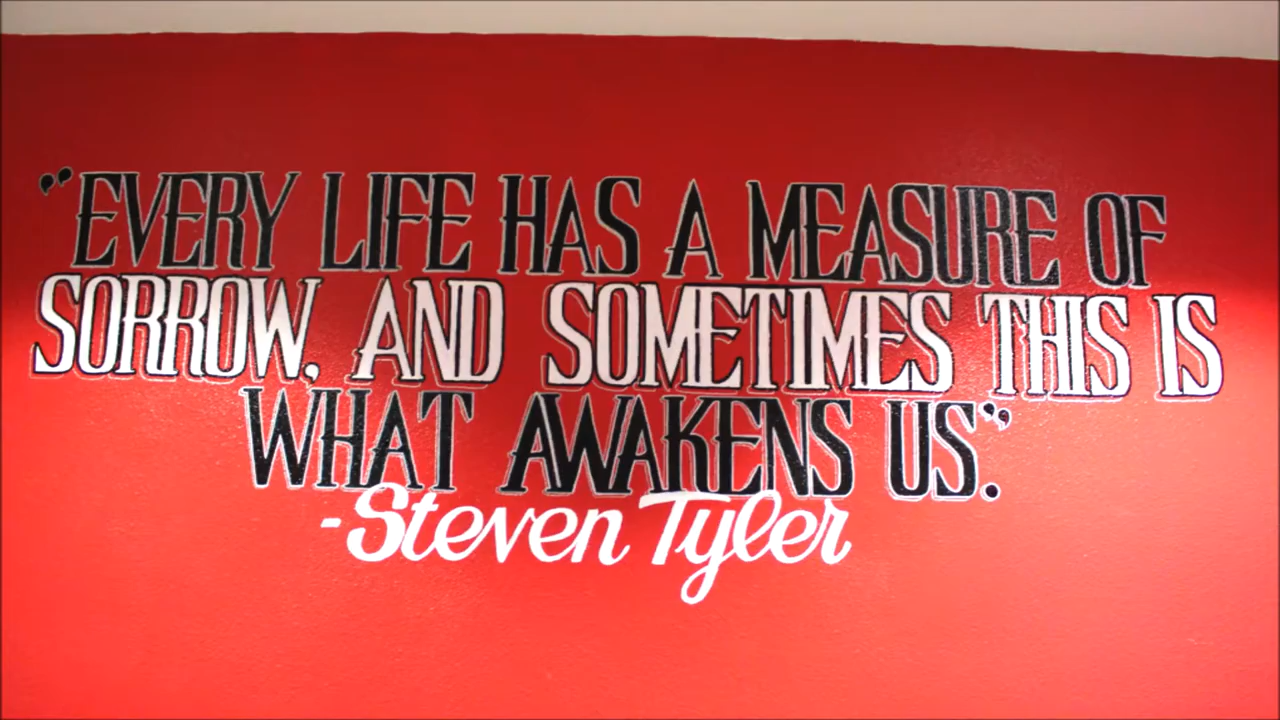 “EVERY LIFE HAS A MEASURE OF
SORROW, AND SOMETIMES THIS IS
WHAT AWAKENS US.”
-Steven Tyler